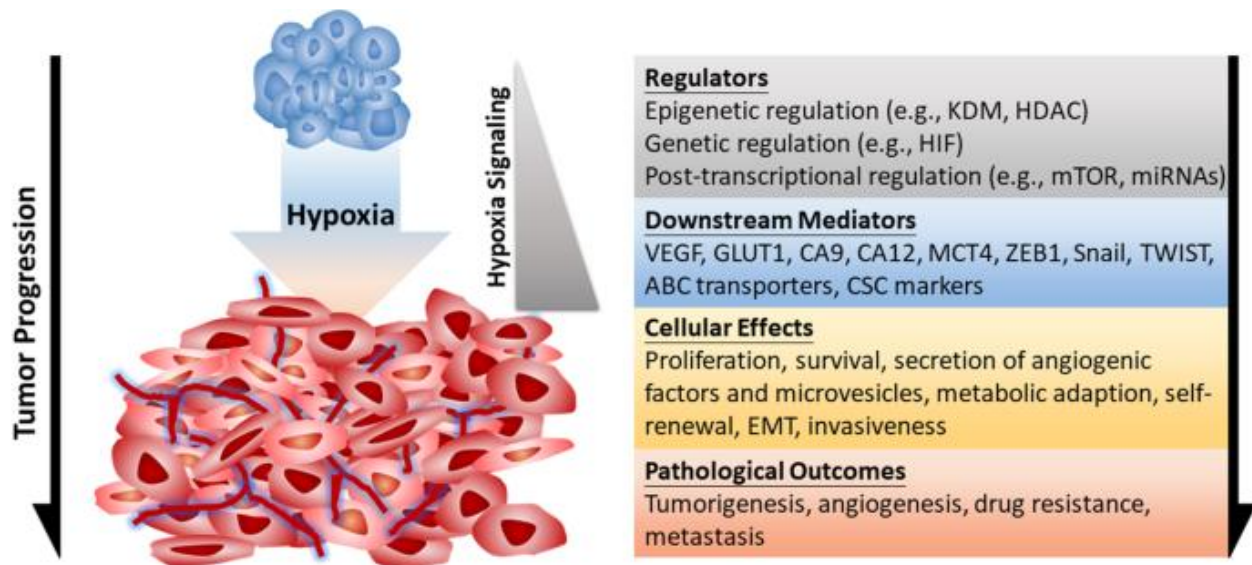 Tumor Progression
Hypoxia
Hypoxia Signaling
Regulators
Epigenetic regulation (e.g., KDM, HDAC)
Genetic regulation (e.g., HIF)
Post-transcriptional regulation (e.g., mTOR, miRNAs)
Downstream Mediators
VEGF, GLUT1, CA9, CA12, MCT4, ZEB1, Snail, TWIST,
ABC transporters, CSC markers
Cellular Effects
Proliferation, survival, secretion of angiogenic
factors and microvesicles, metabolic adaption, self-
renewal, EMT, invasiveness
Pathological Outcomes
Tumorigenesis, angiogenesis, drug resistance,
metastasis